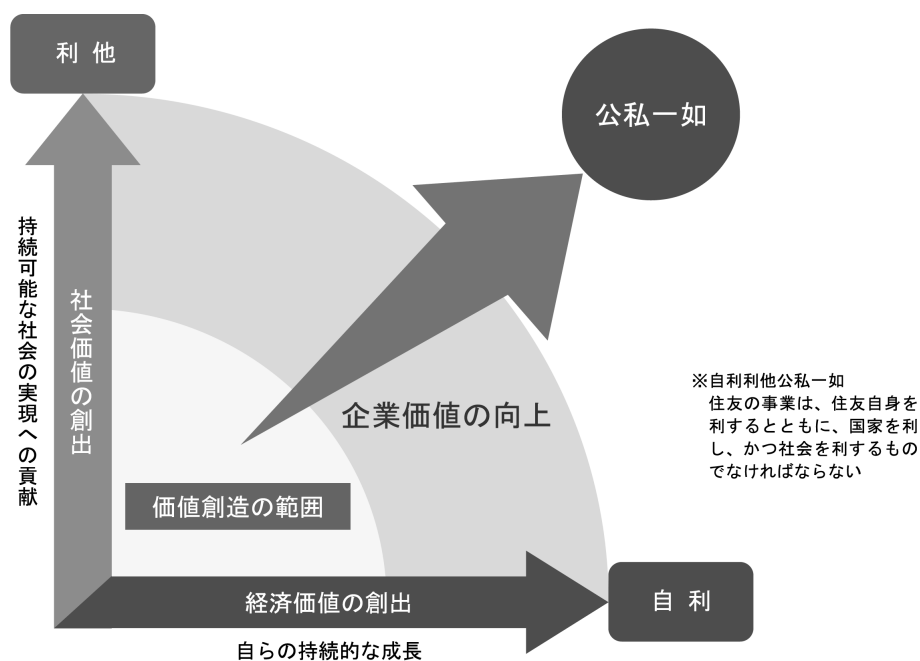 利 他
公私一如
持続可能な社会の実現への貢献
社会価値の創出
企業価値の向上
価値創造の範囲
経済価値の創出
自 利
自らの持続的な成長
※自利利他公私一如
住友の事業は、住友自身を
利するとともに、国家を利
し、かつ社会を利するもの
でなければならない